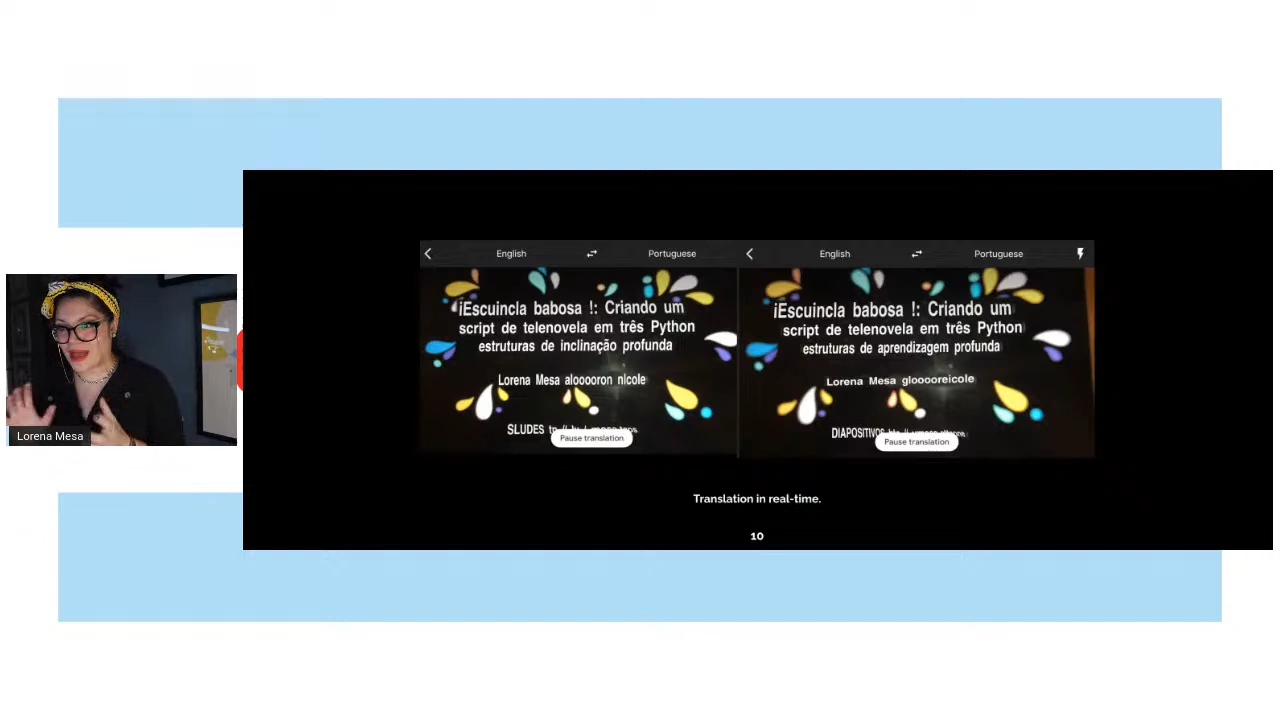 English
Portuguese
¡Escuincla babosa !: Criando um
script de telenovela em três Python
estruturas de inclinação profunda
Lorena Mesa alooooron nlcole
SLUDES
Pause translation
English
Portuguese
¡Escuincla babosa !: Criando um
script de telenovela em três Python
estruturas de aprendizagem profunda
Lorena Mesa glooooreicole
DIAPOSITIVOS
Pause translation
Translation in real-time.
10
Lorena Mesa